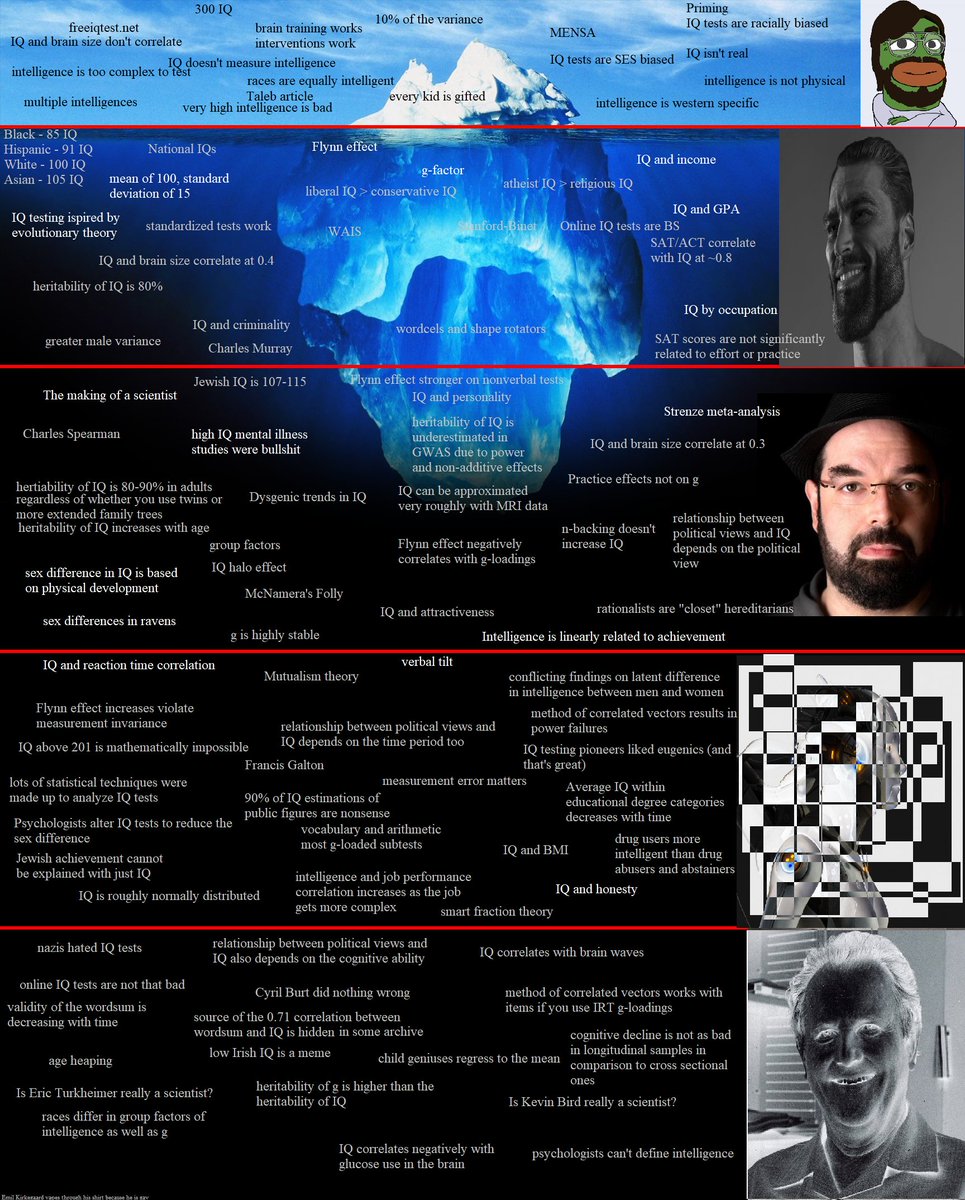 300 IQ
freeiqtest.net
brain training works
interventions work
10% of the variance
MENSA
Priming
IQ tests are racially biased
IQ and brain size don't correlate
IQ doesn't measure intelligence
IQ tests are SES biased
IQ isn't real
intelligence is too complex to test
races are equally intelligent
intelligence is not physical
multiple intelligences
Taleb article
very high intelligence is bad
every kid is gifted
intelligence is western specific
Black - 85 IQ
Hispanic - 91 IQ
White - 100 IQ
Asian - 105 IQ
National IQs
Flynn effect
IQ and income
mean of 100, standard
deviation of 15
g-factor
liberal IQ > conservative IQ
atheist IQ > religious IQ
IQ testing ispired by
evolutionary theory
standardized tests work
WAIS
Stanford-Binet
Online IQ tests are BS
IQ and GPA
SAT/ACT correlate
with IQ at ~0.8
IQ and brain size correlate at 0.4
heritability of IQ is 80%
IQ by occupation
IQ and criminality
wordcels and shape rotators
greater male variance
Charles Murray
SAT scores are not significantly
related to effort or practice
Jewish IQ is 107-115
Flynn effect stronger on nonverbal tests
The making of a scientist
IQ and personality
Strenze meta-analysis
Charles Spearman
high IQ mental illness
studies were bullshit
heritability of IQ is
underestimated in
GWAS due to power
and non-additive effects
IQ and brain size correlate at 0.3
Practice effects not on g
hertiability of IQ is 80-90% in adults
regardless of whether you use twins or
more extended family trees
Dysgenic trends in IQ
IQ can be approximated
very roughly with MRI data
heritability of IQ increases with age
n-backing doesn't
increase IQ
relationship between
political views and IQ
depends on the political
view
group factors
Flynn effect negatively
correlates with g-loadings
sex difference in IQ is based
on physical development
IQ halo effect
McNamera's Folly
IQ and attractiveness
rationalists are "closet" hereditarians
sex differences in ravens
g is highly stable
Intelligence is linearly related to achievement
IQ and reaction time correlation
verbal tilt
Mutualism theory
conflicting findings on latent difference
in intelligence between men and women
Flynn effect increases violate
measurement invariance
relationship between political views and
IQ depends on the time period too
method of correlated vectors results in
power failures
IQ above 201 is mathematically impossible
IQ testing pioneers liked eugenics (and
that's great)
Francis Galton
measurement error matters
lots of statistical techniques were
made up to analyze IQ tests
90% of IQ estimations of
public figures are nonsense
Average IQ within
educational degree categories
decreases with time
Psychologists alter IQ tests to reduce the
sex difference
vocabulary and arithmetic
most g-loaded subtests
IQ and BMI
drug users more
intelligent than drug
abusers and abstainers
Jewish achievement cannot
be explained with just IQ
intelligence and job performance
correlation increases as the job
gets more complex
IQ and honesty
IQ is roughly normally distributed
smart fraction theory
nazis hated IQ tests
relationship between political views and
IQ also depends on the cognitive ability
IQ correlates with brain waves
online IQ tests are not that bad
Cyril Burt did nothing wrong
method of correlated vectors works with
items if you use IRT g-loadings
validity of the wordsum is
decreasing with time
source of the 0.71 correlation between
wordsum and IQ is hidden in some archive
cognitive decline is not as bad
in longitudinal samples in
comparison to cross sectional
ones
age heaping
low Irish IQ is a meme
child geniuses regress to the mean
Is Eric Turkheimer really a scientist?
heritability of g is higher than the
heritability of IQ
Is Kevin Bird really a scientist?
races differ in group factors of
intelligence as well as g
IQ correlates negatively with
glucose use in the brain
psychologists can't define intelligence
Emil Kirkegaard vapes through his shirt because he is gay